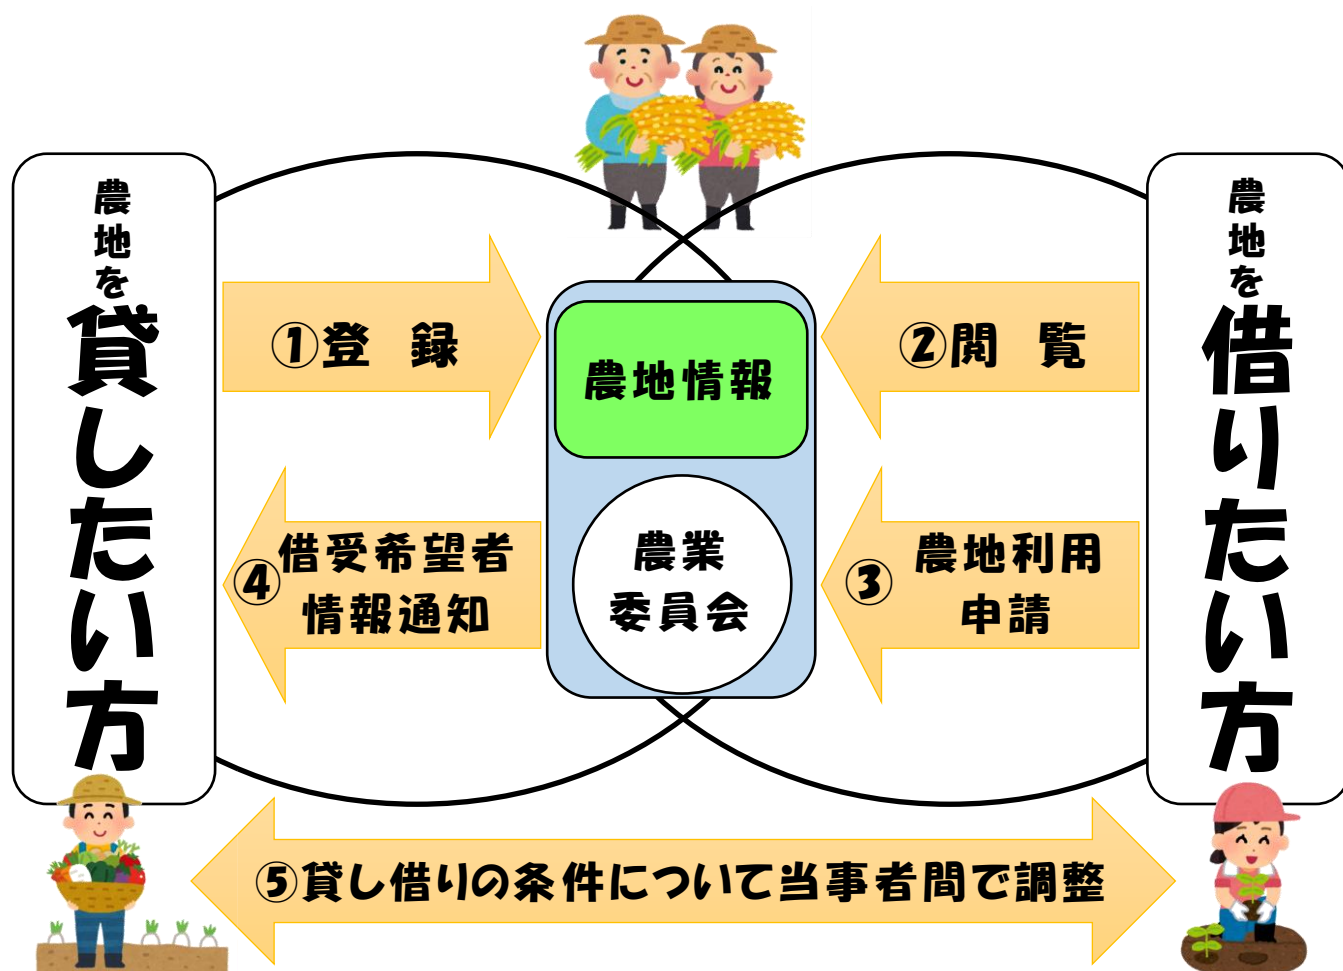 農地を貸したい方
①登 録
農地情報
②閲 覧
農地を借りたい方
④借受希望者
情報通知
農業
委員会
③農地利用
申請
⑤貸し借りの条件について当事者間で調整